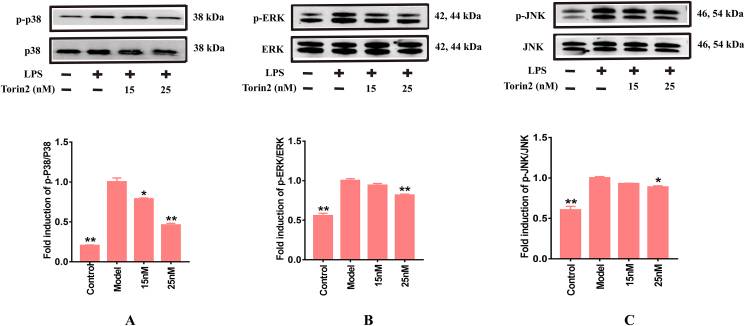 p-p38 38 kDa
p38 38 kDa
LPS − + + +
Torin2 (nM) − − 15 25
Fold induction of p-P38/P38
1.5
1.0
0.5
0.0
Control Model 15nM 25nM
** * **
A
p-ERK 42, 44 kDa
ERK 42, 44 kDa
LPS − + + +
Torin2 (nM) − − 15 25
Fold induction of p-ERK/ERK
1.5
1.0
0.5
0.0
Control Model 15nM 25nM
** **
B
p-JNK 46, 54 kDa
JNK 46, 54 kDa
LPS − + + +
Torin2 (nM) − − 15 25
Fold induction of p-JNK/JNK
1.5
1.0
0.5
0.0
Control Model 15nM 25nM
** *
C